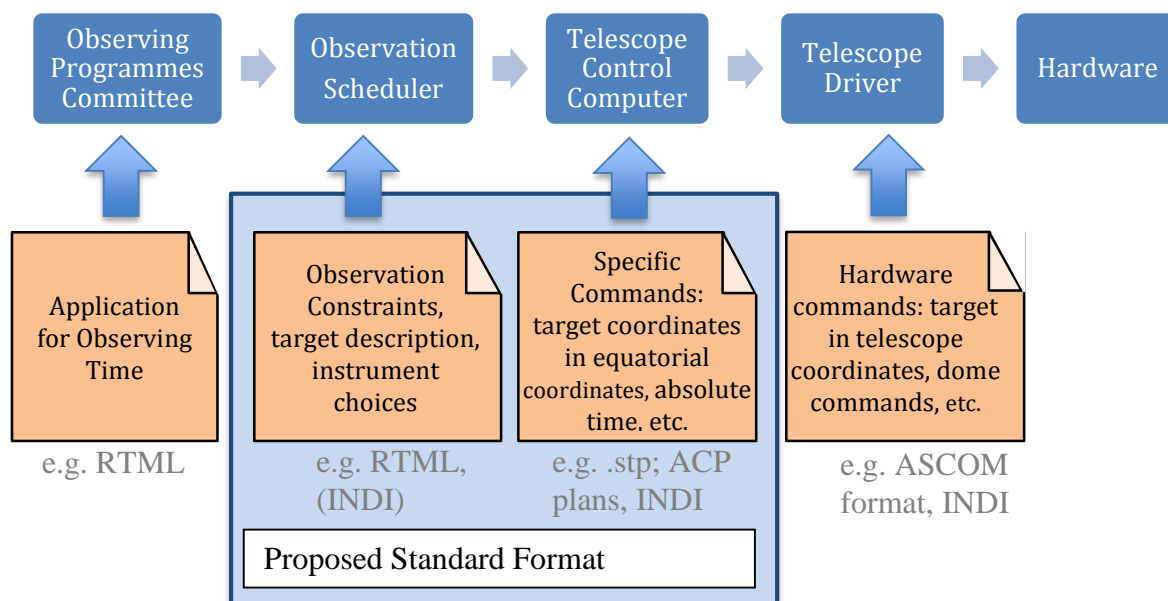 Observing
Programmes
Committee
Observation
Scheduler
Telescope
Control
Computer
Telescope
Driver
Hardware
Application
for Observing
Time
Observation
Constraints,
target description,
instrument
choices
Specific
Commands:
target coordinates
in equatorial
coordinates, absolute
time, etc.
Hardware
commands: target
in telescope
coordinates, dome
commands, etc.
e.g. RTML
e.g. RTML,
(INDI)
e.g. .stp; ACP
plans, INDI
e.g. ASCOM
format, INDI
Proposed Standard Format